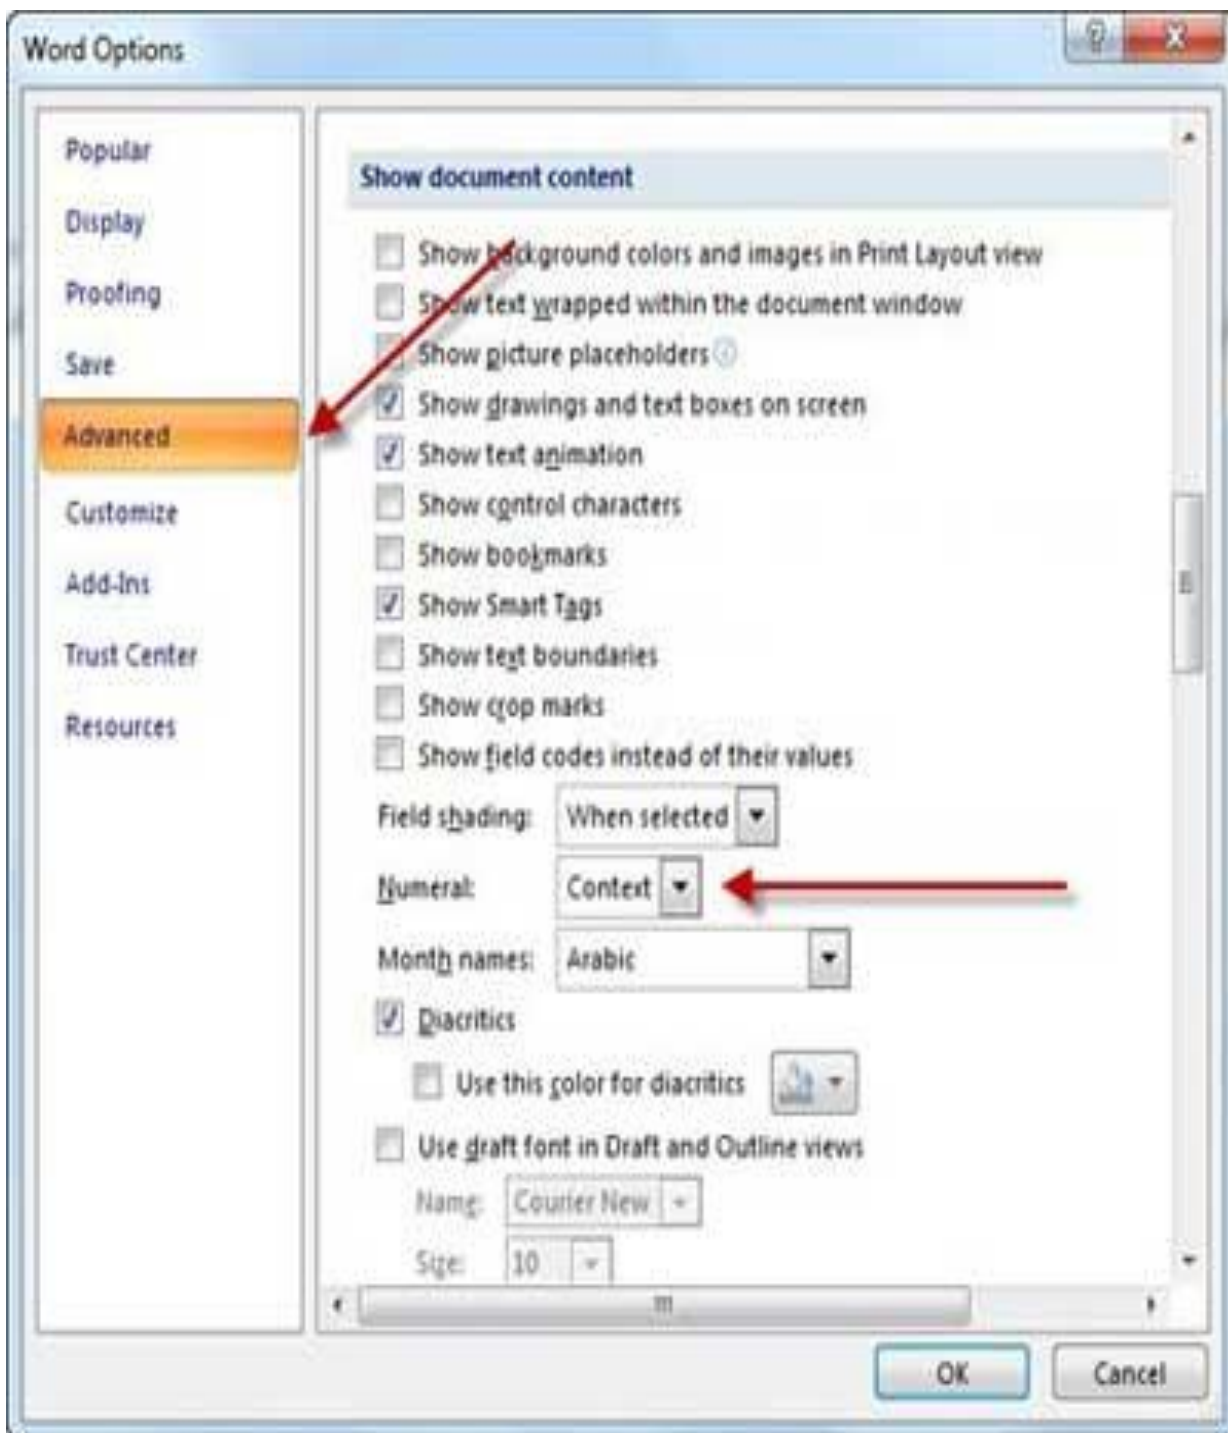 Word Options
Popular
Display
Proofing
Save
Advanced
Customize
Add-Ins
Trust Center
Resources
Show document content
Show background colors and images in Print Layout view
Show text wrapped within the document window
Show picture placeholders
Show drawings and text boxes on screen
Show text animation
Show control characters
Show bookmarks
Show Smart Tags
Show text boundaries
Show crop marks
Show field codes instead of their values
Field shading: When selected
Numeral: Context
Month names: Arabic
Diacritics
Use this color for diacritics
Use draft font in Draft and Outline views
Name: Courier New
Size: 10
OK Cancel